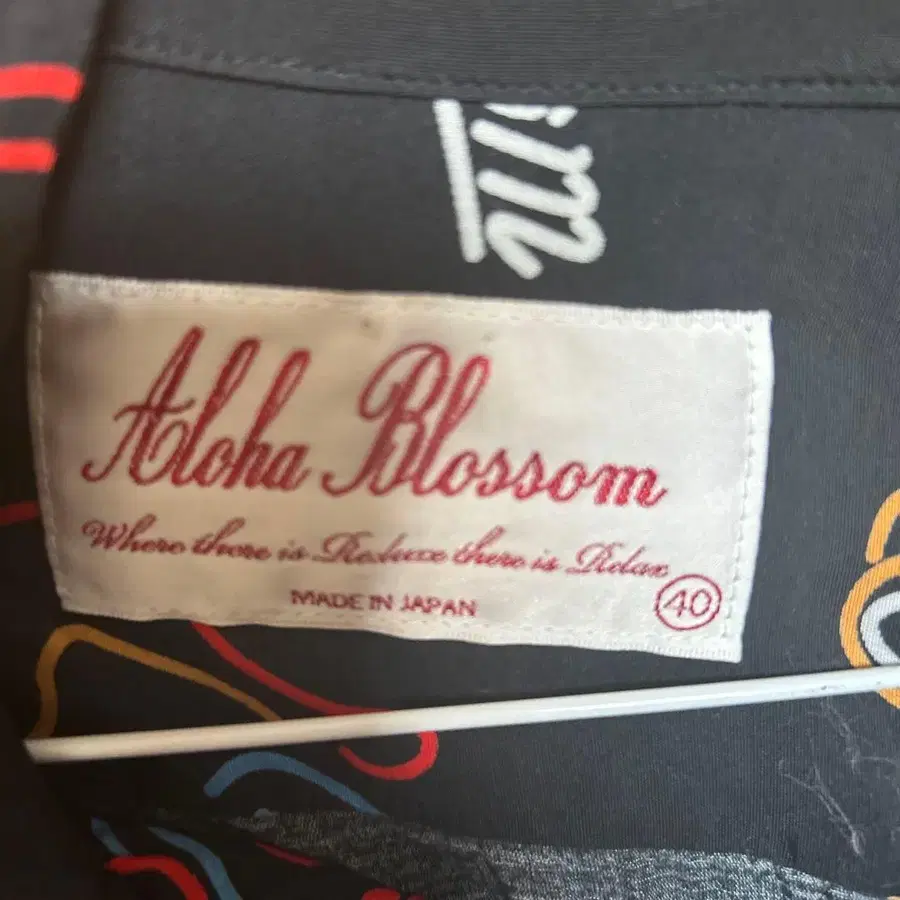 Aloha Blossom
Where there is Reluxe there is Relax
MADE IN JAPAN
40